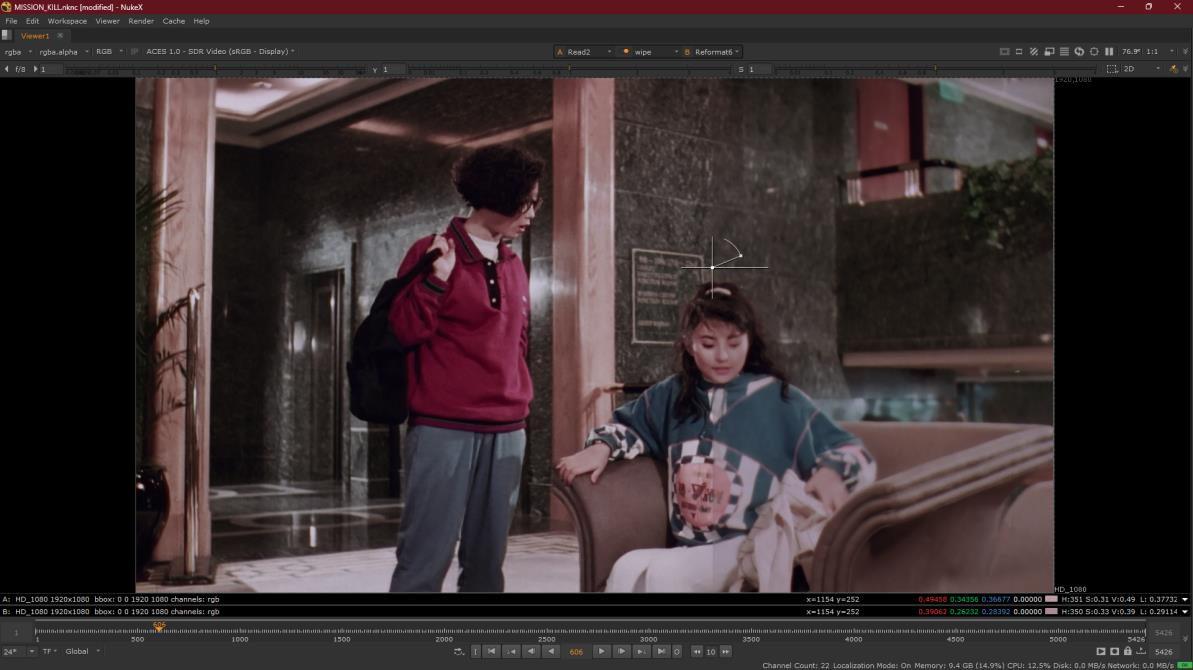 MISSION_KILL.nknc [modified] - NukeX
File Edit Workspace Viewer Render Cache Help
Viewer1
rgba rgba.alpha RGB IP ACES 1.0 - SDR Video (sRGB - Display) A Read2 wipe B Reformat6 76.9% 1:1
f/8 1 Y 1 S 1 2D
1920,1080
HD_1080
A: HD_1080 1920x1080 bbox: 0 0 1920 1080 channels: rgb x=1154 y=252 0.49458 0.34356 0.36677 0.00000 H:351 S:0.31 V:0.49 L: 0.37732
B: HD_1080 1920x1080 bbox: 0 0 1920 1080 channels: rgb x=1154 y=252 0.39062 0.26232 0.28392 0.00000 H:350 S:0.33 V:0.39 L: 0.29114
1 606 5426
1 500 1000 1500 2000 2500 3000 3500 4000 4500 5000 5426
24* TF Global 606 10 5426
Channel Count: 22 Localization Mode: On Memory: 9.4 GB (14.9%) CPU: 12.5% Disk: 0.0 MB/s Network: 0.0 MB/s